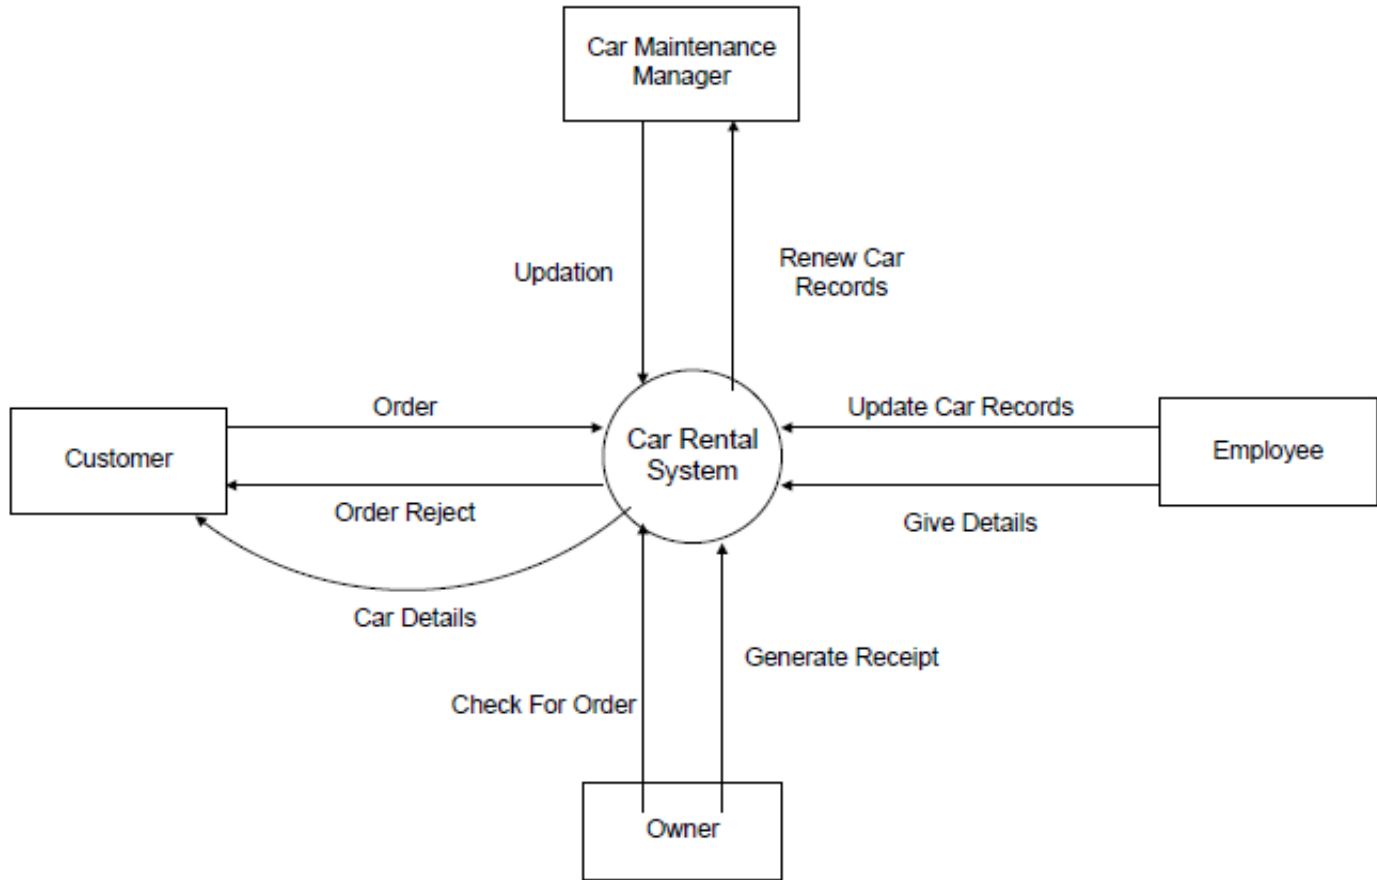 Car Maintenance
Manager
Updation
Renew Car
Records
Order
Update Car Records
Customer
Car Rental
System
Employee
Order Reject
Give Details
Car Details
Generate Receipt
Check For Order
Owner